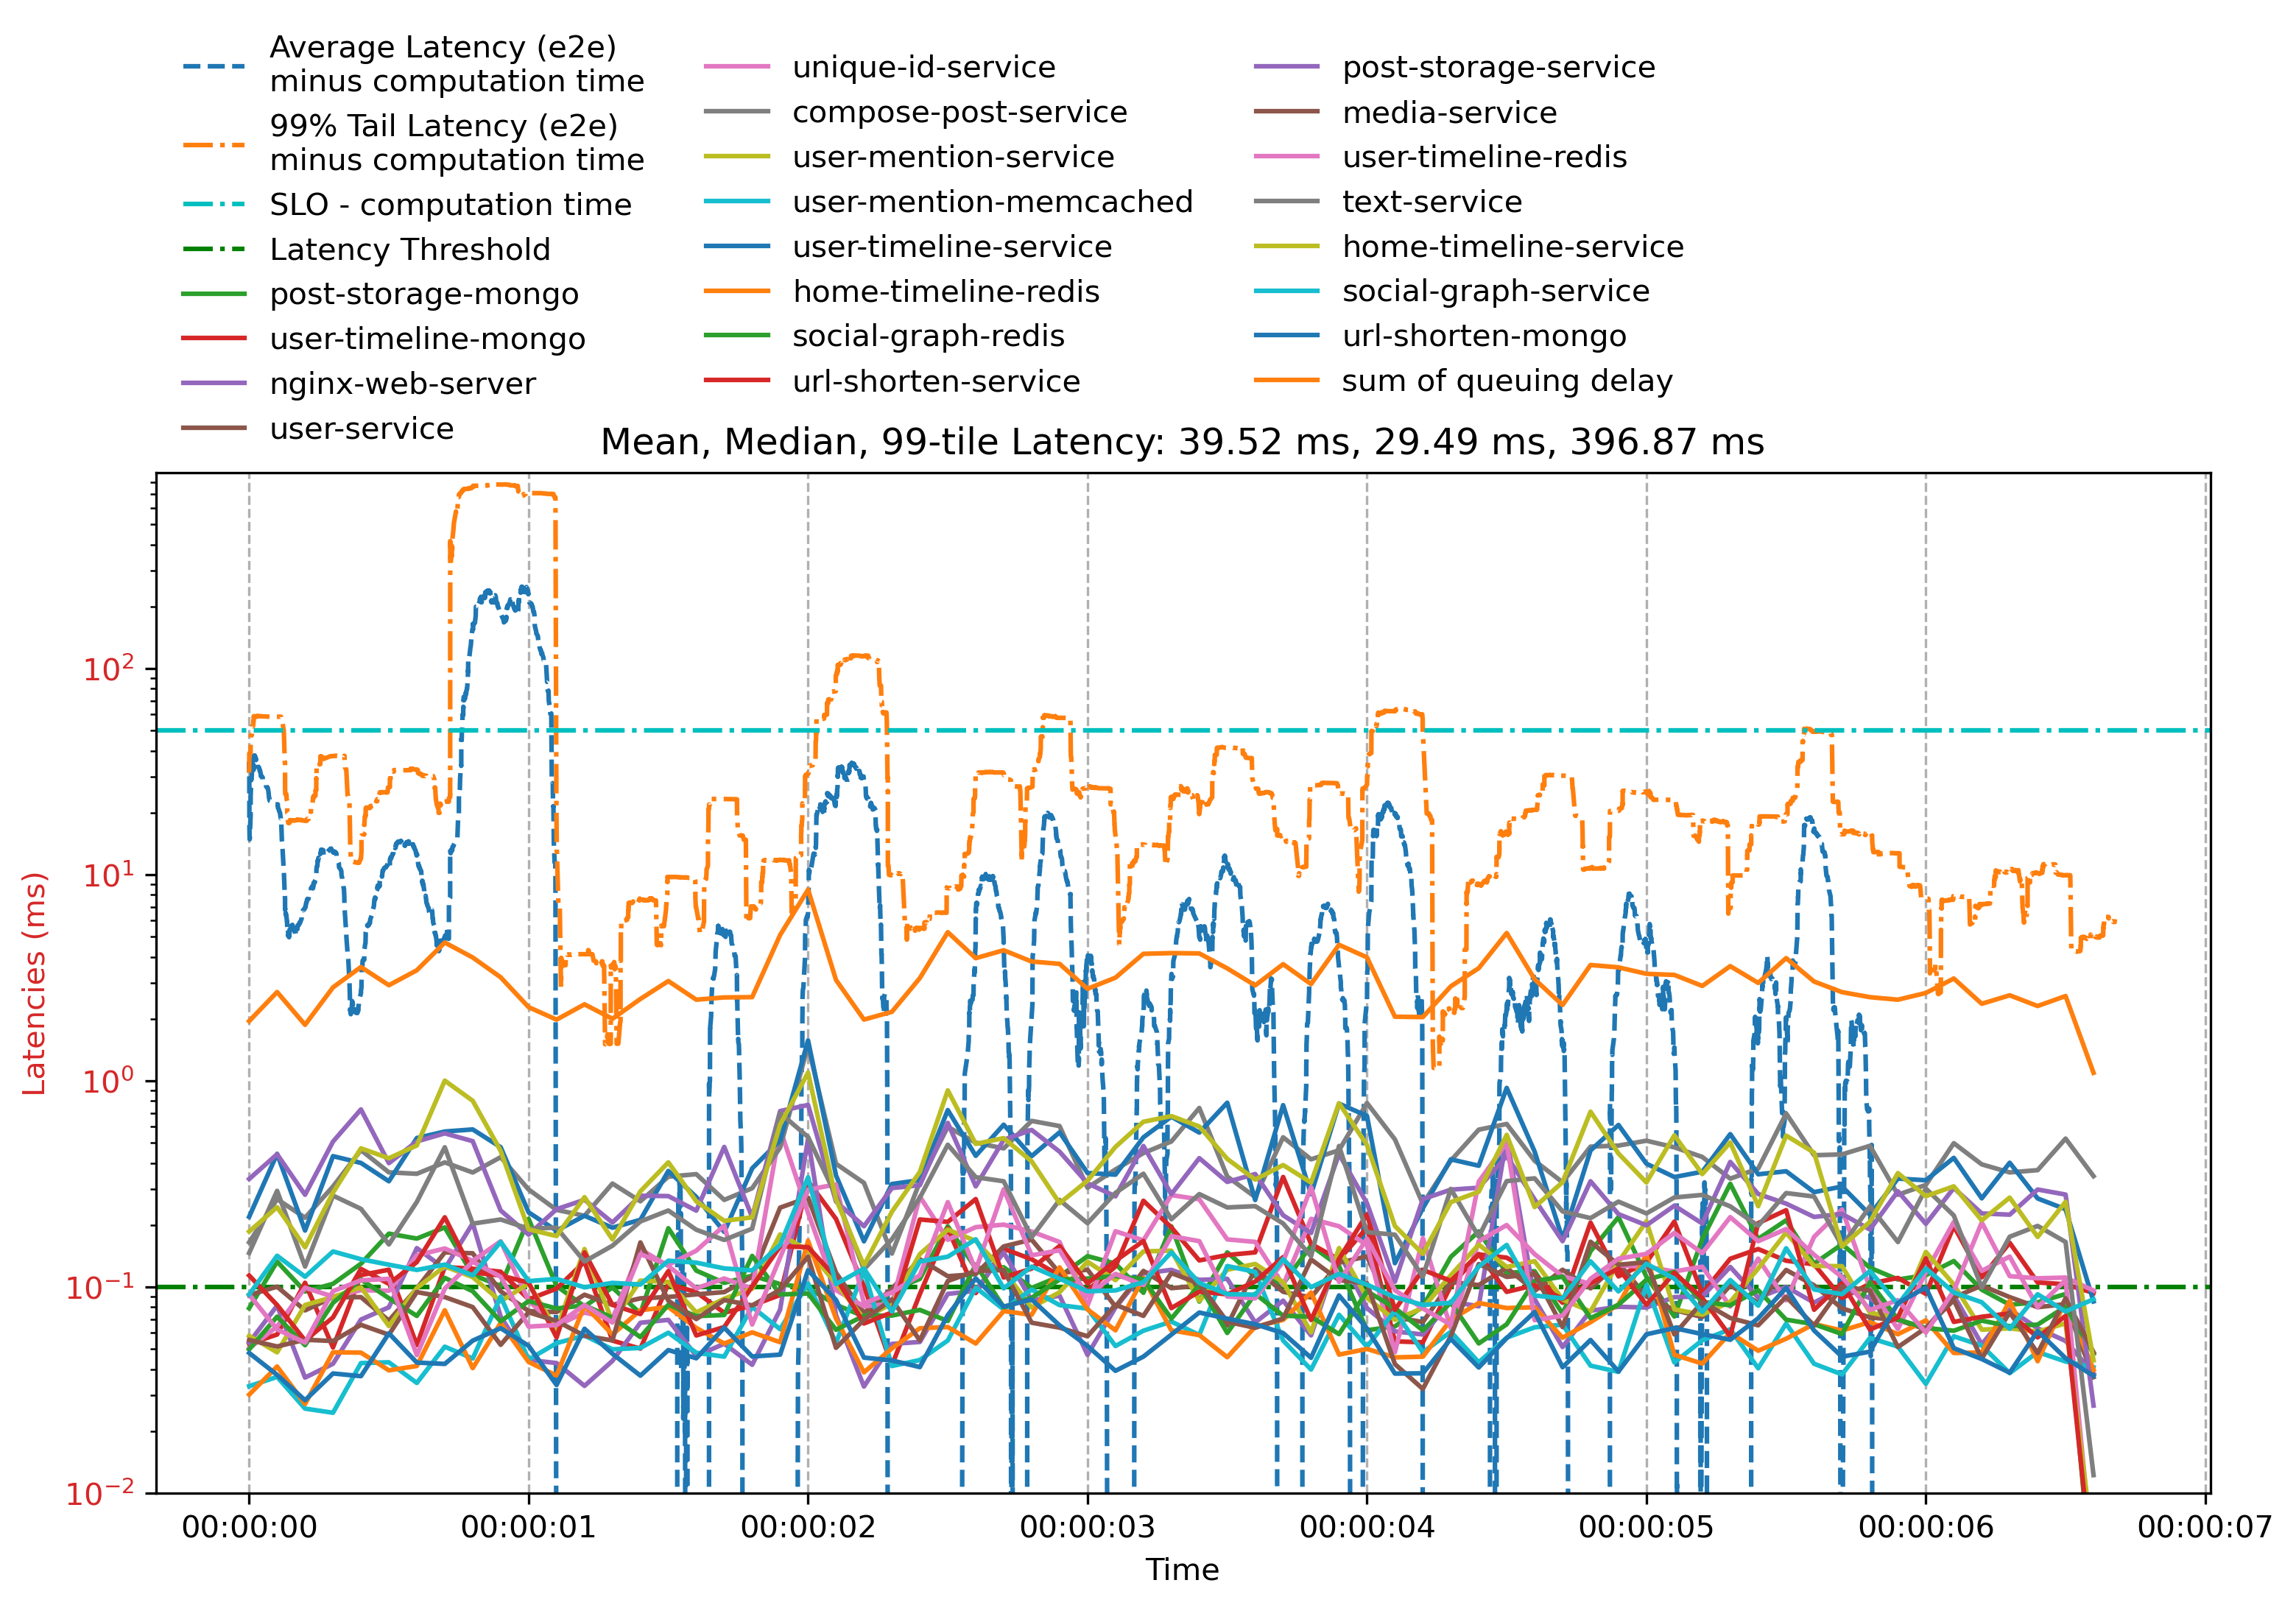 Average Latency (e2e)
minus computation time
99% Tail Latency (e2e)
minus computation time
SLO - computation time
Latency Threshold
post-storage-mongo
user-timeline-mongo
nginx-web-server
user-service
unique-id-service
compose-post-service
user-mention-service
user-mention-memcached
user-timeline-service
home-timeline-redis
social-graph-redis
url-shorten-service
post-storage-service
media-service
user-timeline-redis
text-service
home-timeline-service
social-graph-service
url-shorten-mongo
sum of queuing delay
Mean, Median, 99-tile Latency: 39.52 ms, 29.49 ms, 396.87 ms
Latencies (ms)
10²
10¹
10⁰
10⁻¹
10⁻²
00:00:00 00:00:01 00:00:02 00:00:03 00:00:04 00:00:05 00:00:06 00:00:07
Time